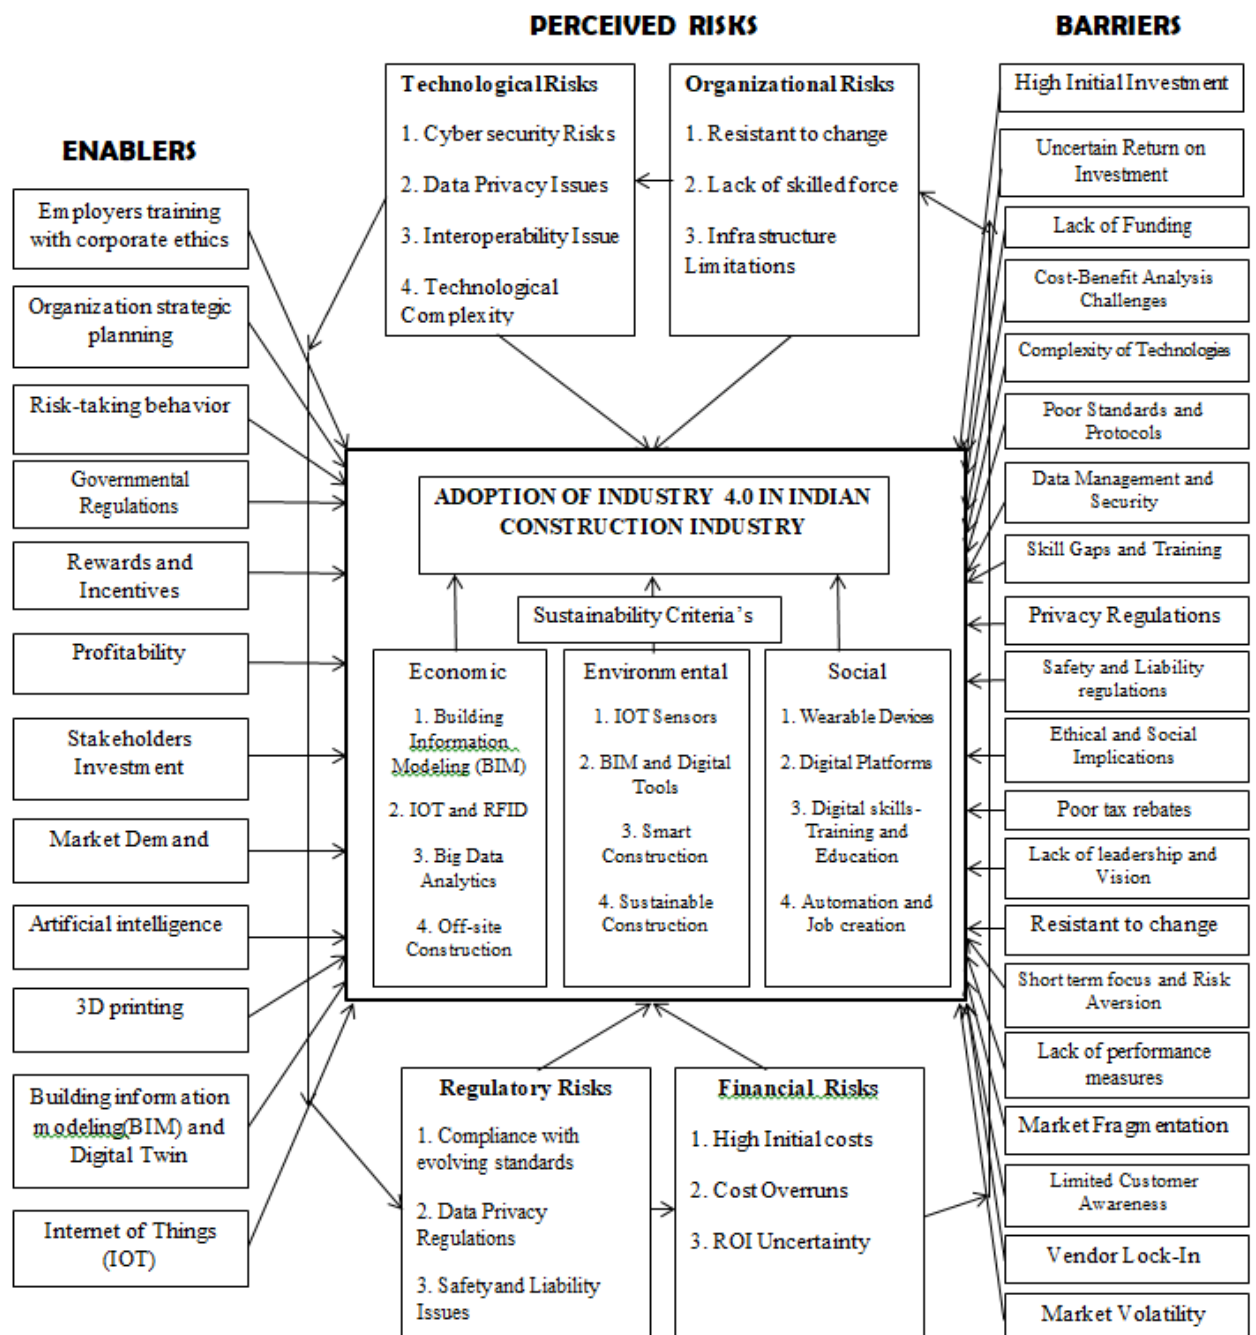 PERCEIVED RISKS
BARRIERS
ENABLERS
Employers training
with corporate ethics
Organization strategic
planning
Risk-taking behavior
Governmental
Regulations
Rewards and
Incentives
Profitability
Stakeholders
Investment
Market Demand
Artificial intelligence
3D printing
Building information
modeling(BIM) and
Digital Twin
Internet of Things
(IOT)
Technological Risks
1. Cyber security Risks
2. Data Privacy Issues
3. Interoperability Issue
4. Technological
Complexity
Organizational Risks
1. Resistant to change
2. Lack of skilled force
3. Infrastructure
Limitations
ADOPTION OF INDUSTRY 4.0 IN INDIAN
CONSTRUCTION INDUSTRY
Sustainability Criteria's
Economic
1. Building
Information
Modeling (BIM)
2. IOT and RFID
3. Big Data
Analytics
4. Off-site
Construction
Environmental
1. IOT Sensors
2. BIM and Digital
Tools
3. Smart
Construction
4. Sustainable
Construction
Social
1. Wearable Devices
2. Digital Platforms
3. Digital skills-
Training and
Education
4. Automation and
Job creation
Regulatory Risks
1. Compliance with
evolving standards
2. Data Privacy
Regulations
3. Safety and Liability
Issues
Financial Risks
1. High Initial costs
2. Cost Overruns
3. ROI Uncertainty
High Initial Investment
Uncertain Return on
Investment
Lack of Funding
Cost-Benefit Analysis
Challenges
Complexity of Technologies
Poor Standards and
Protocols
Data Management and
Security
Skill Gaps and Training
Privacy Regulations
Safety and Liability
regulations
Ethical and Social
Implications
Poor tax rebates
Lack of leadership and
Vision
Resistant to change
Short term focus and Risk
Aversion
Lack of performance
measures
Market Fragmentation
Limited Customer
Awareness
Vendor Lock-In
Market Volatility